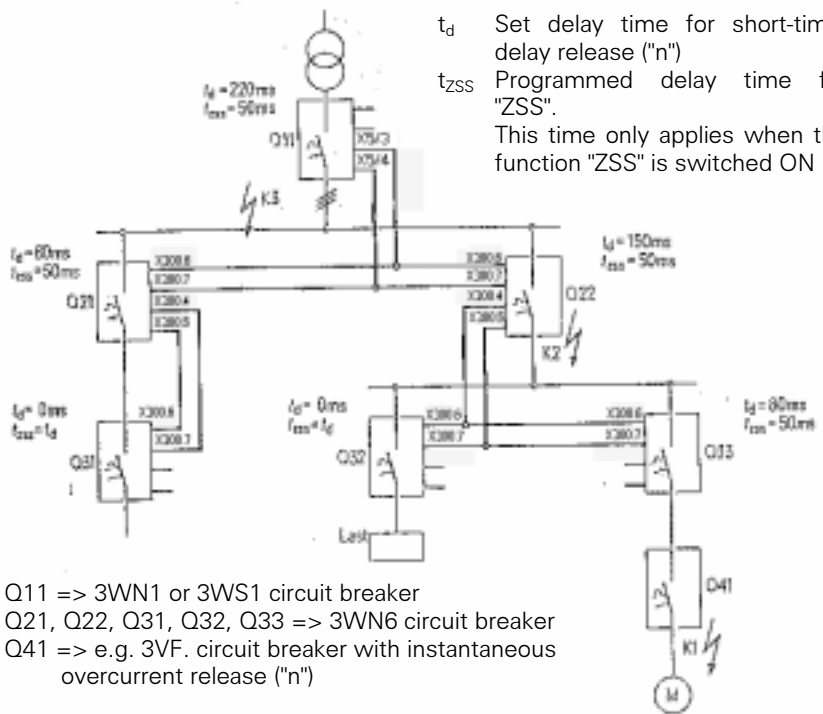 t_d Set delay time for short-tim
delay release ("n")
t_ZSS Programmed delay time f
"ZSS".
This time only applies when th
function "ZSS" is switched ON
t_d = 220ms
t_zss = 50ms
Q11
X75/3
X75/4
K3
t_d = 80ms
t_zss = 50ms
Q21
X300.6
X300.7
X300.4
X300.5
X300.6
X300.7
X300.4
X300.5
t_d = 150ms
t_zss = 50ms
Q22
K2
t_d = 0ms
t_zss = t_d
Q31
X300.6
X300.7
t_d = 0ms
t_zss = t_d
Q32
Last
X300.6
X300.7
X300.6
X300.7
t_d = 80ms
t_zss = 50ms
Q33
Q41
K1
M
Q11 => 3WN1 or 3WS1 circuit breaker
Q21, Q22, Q31, Q32, Q33 => 3WN6 circuit breaker
Q41 => e.g. 3VF. circuit breaker with instantaneous
overcurrent release ("n")